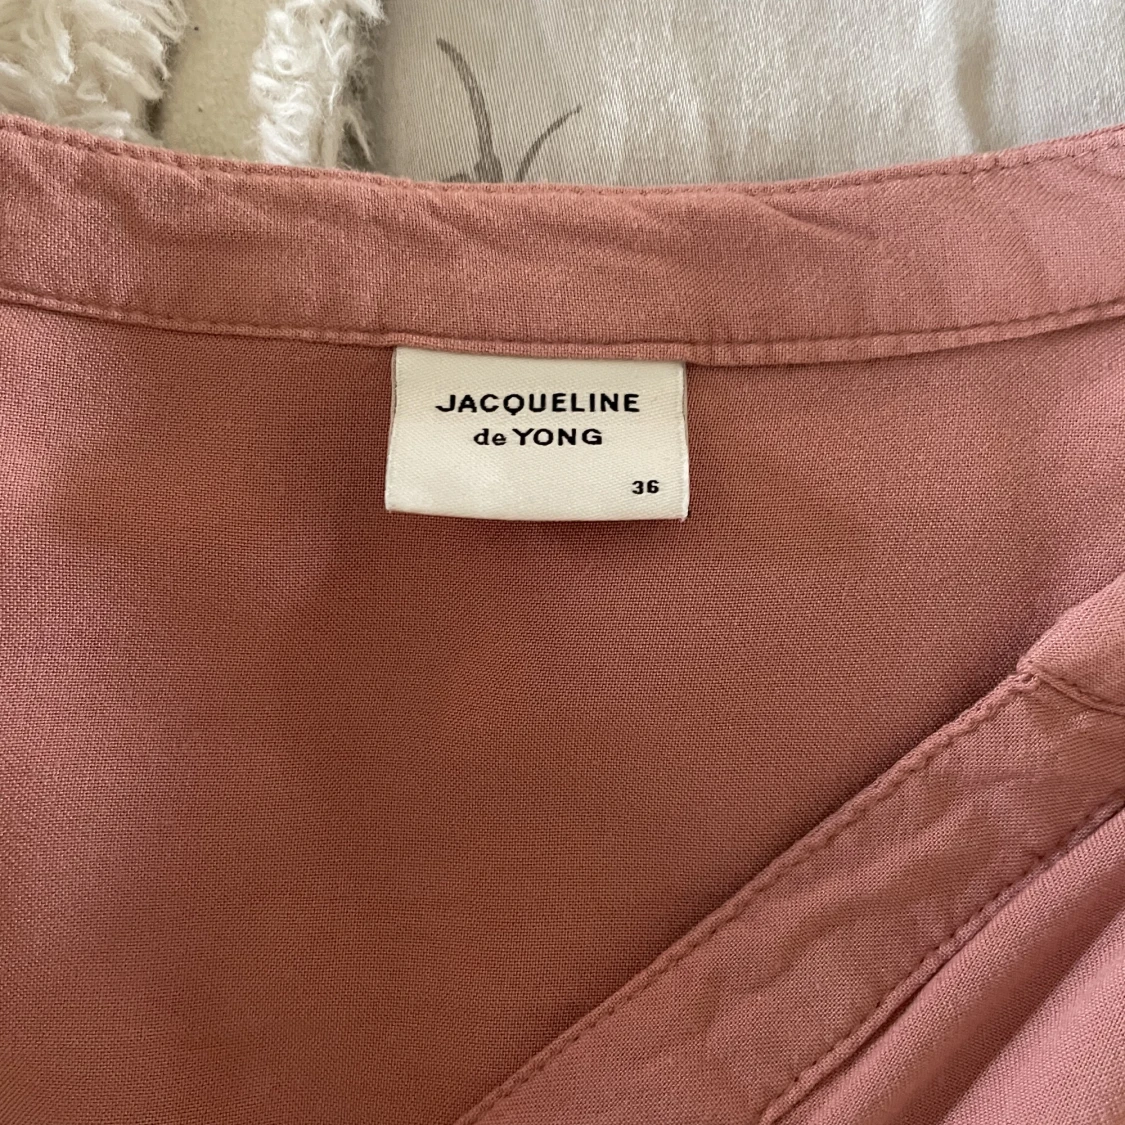 JACQUELINE
de YONG
36